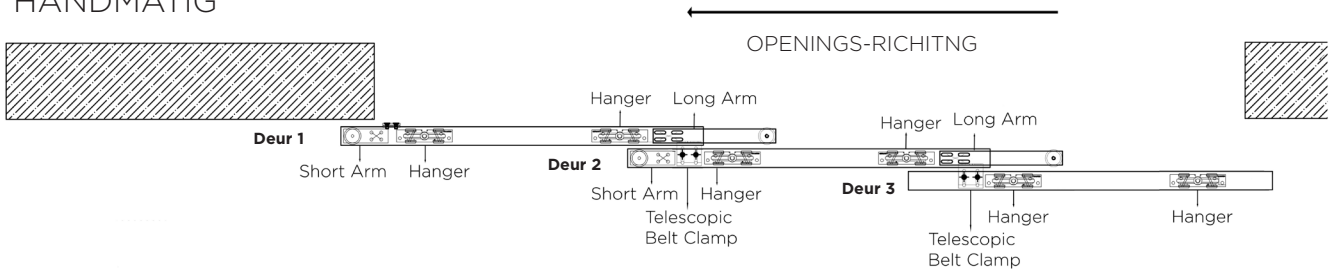 HANDMATIG
OPENINGS-RICHITNG
Hanger
Long Arm
Deur 1
Short Arm
Hanger
Hanger
Long Arm
Deur 2
Short Arm
Hanger
Telescopic
Belt Clamp
Deur 3
Hanger
Hanger
Telescopic
Belt Clamp